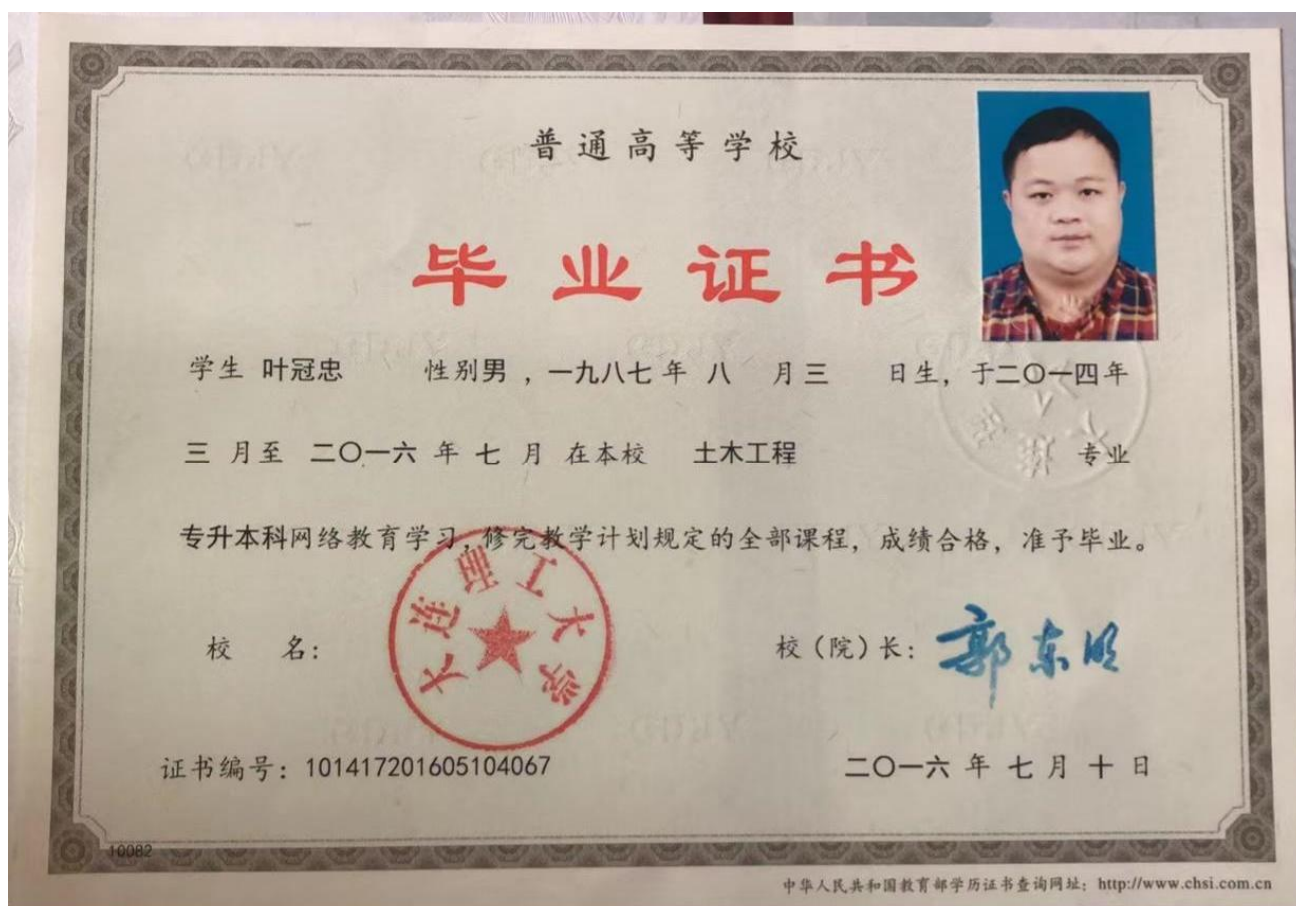 普通高等学校
毕业证书
学生 叶冠忠 性别男 ，一九八七年 八 月三 日生，于二〇一四年
三 月至 二〇一六 年 七 月 在本校 土木工程 专业
专升本科网络教育学习，修完教学计划规定的全部课程，成绩合格，准予毕业。
大连理工大学
校 名：
校（院）长：郭东明
证书编号：101417201605104067
二〇一六 年 七 月 十 日
10082
中华人民共和国教育部学历证书查询网址：http://www.chsi.com.cn